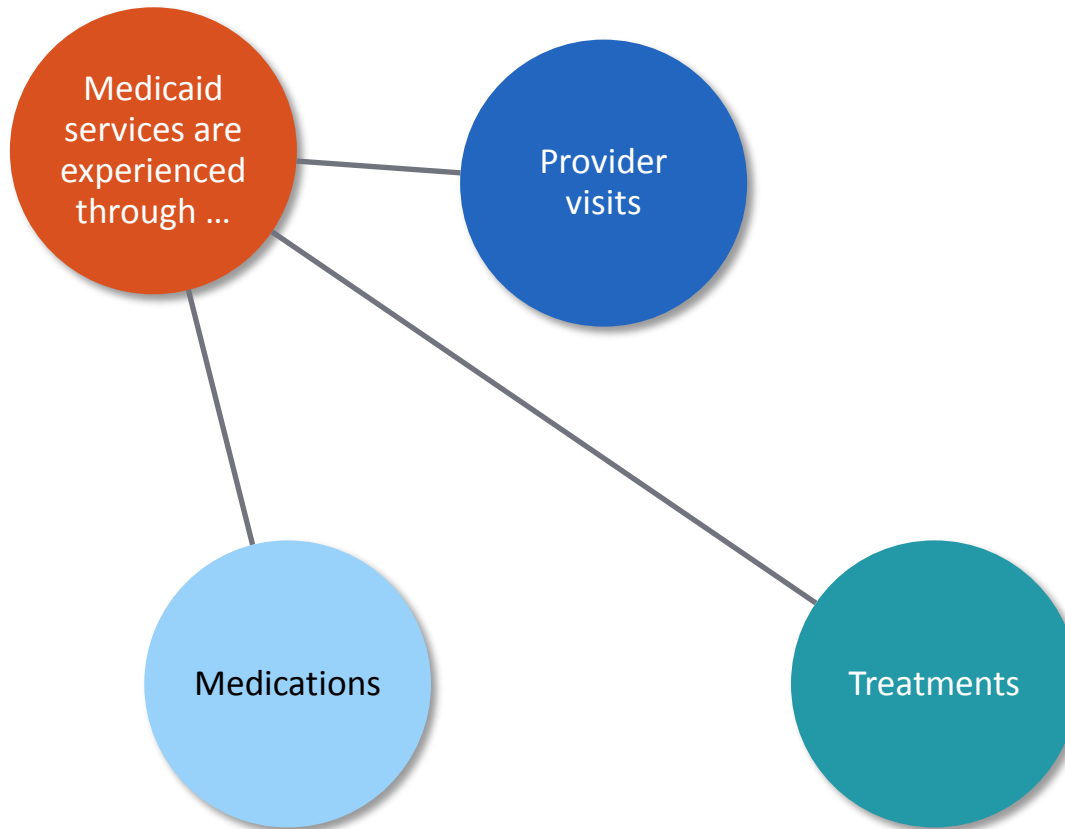 Medicaid
services are
experienced
through …
Provider
visits
Medications
Treatments